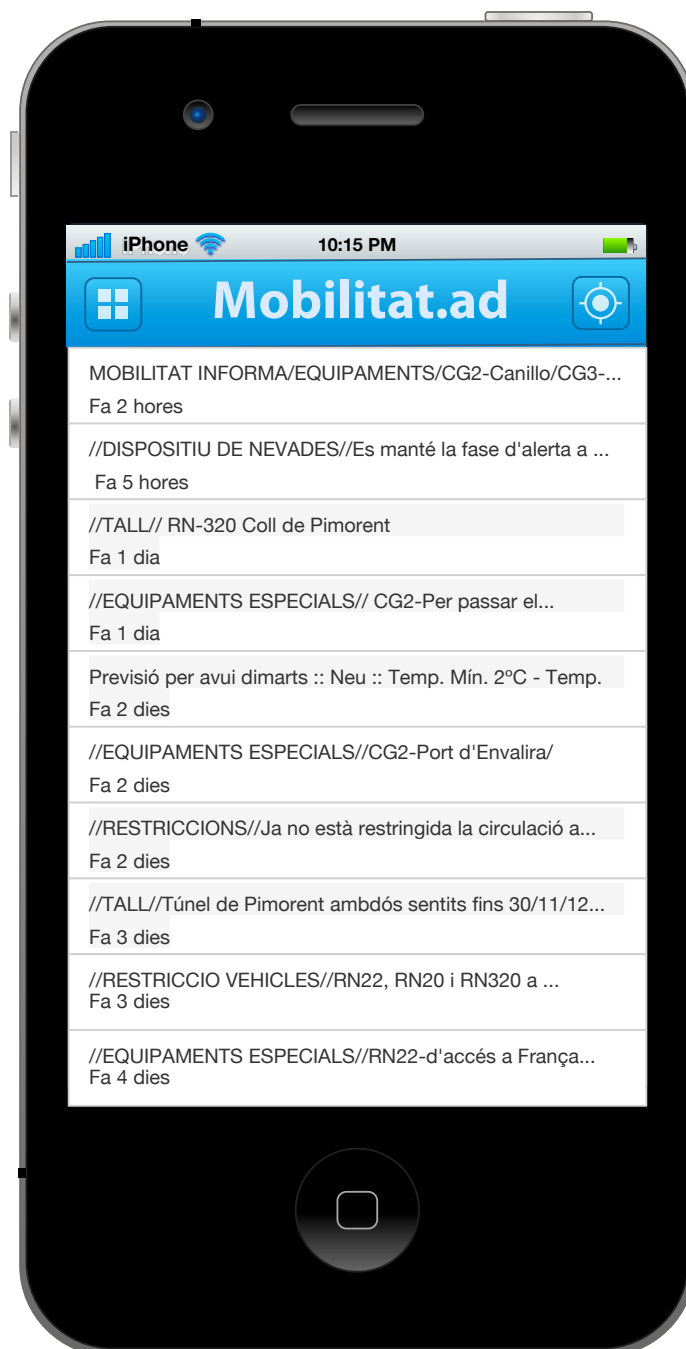 iPhone 10:15 PM
Mobilitat.ad
MOBILITAT INFORMA/EQUIPAMENTS/CG2-Canillo/CG3-...
Fa 2 hores
//DISPOSITIU DE NEVADES//Es manté la fase d'alerta a ...
Fa 5 hores
//TALL// RN-320 Coll de Pimorent
Fa 1 dia
//EQUIPAMENTS ESPECIALS// CG2-Per passar el...
Fa 1 dia
Previsió per avui dimarts :: Neu :: Temp. Mín. 2ºC - Temp.
Fa 2 dies
//EQUIPAMENTS ESPECIALS//CG2-Port d'Envalira/
Fa 2 dies
//RESTRICCIONS//Ja no està restringida la circulació a...
Fa 2 dies
//TALL//Túnel de Pimorent ambdós sentits fins 30/11/12...
Fa 3 dies
//RESTRICCIO VEHICLES//RN22, RN20 i RN320 a ...
Fa 3 dies
//EQUIPAMENTS ESPECIALS//RN22-d'accés a França...
Fa 4 dies